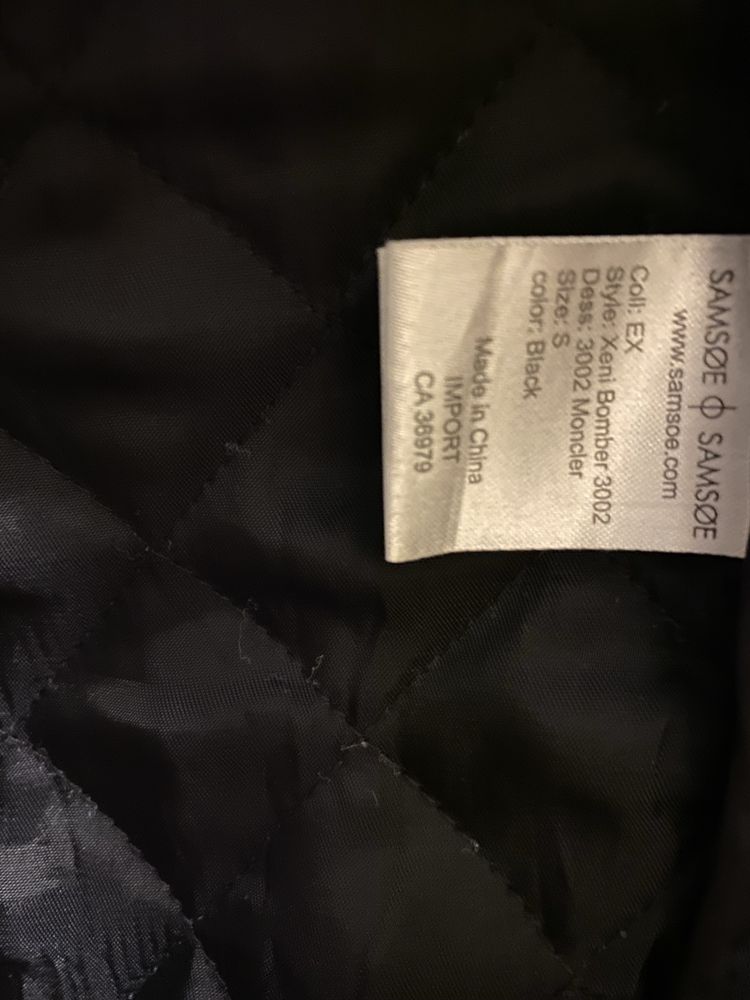 SAMSØE ϕ SAMSØE
www.samsoe.com
Coll: EX
Style: Xeni Bomber 3002
Dess: 3002 Moncler
Size: S
color: Black
Made in China
IMPORT
CA 36979